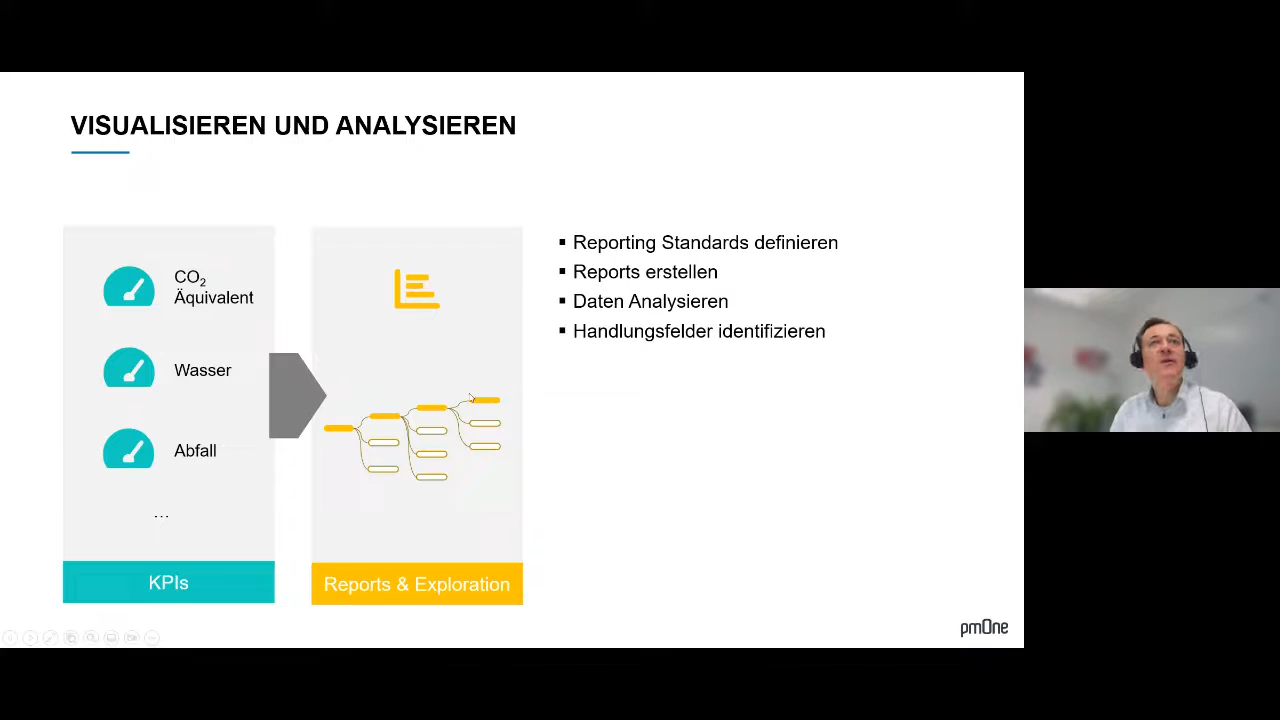 VISUALISIEREN UND ANALYSIEREN
CO₂
Äquivalent
Wasser
Abfall
...
KPIs
Reports & Exploration
▪ Reporting Standards definieren
▪ Reports erstellen
▪ Daten Analysieren
▪ Handlungsfelder identifizieren
pmOne